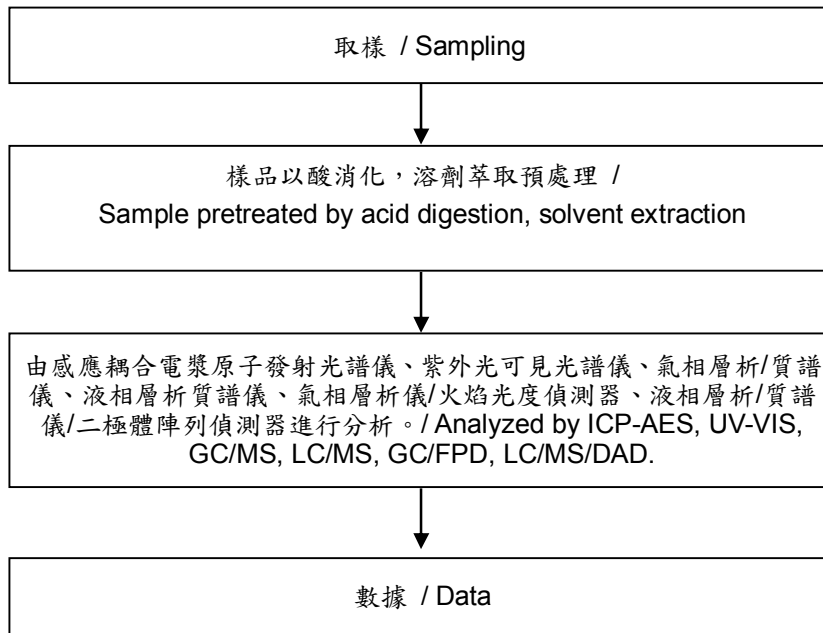 取樣 / Sampling
樣品以酸消化，溶劑萃取預處理 /
Sample pretreated by acid digestion, solvent extraction
由感應耦合電漿原子發射光譜儀、紫外光可見光譜儀、氣相層析/質譜
儀、液相層析質譜儀、氣相層析儀/火焰光度偵測器、液相層析/質譜
儀/二極體陣列偵測器進行分析。/ Analyzed by ICP-AES, UV-VIS,
GC/MS, LC/MS, GC/FPD, LC/MS/DAD.
數據 / Data